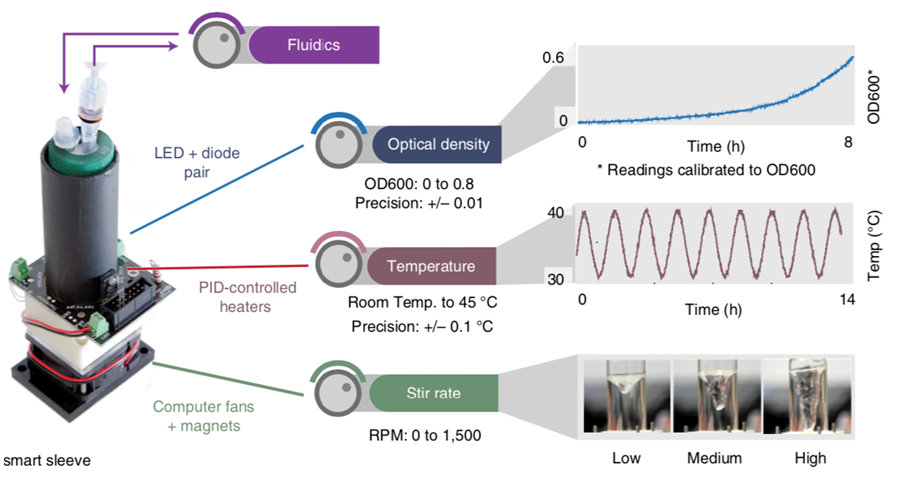 Fluidics
LED + diode
pair
Optical density
OD600: 0 to 0.8
Precision: +/– 0.01
0.6
0
0
8
Time (h)
OD600*
* Readings calibrated to OD600
PID-controlled
heaters
Temperature
Room Temp. to 45 °C
Precision: +/– 0.1 °C
40
30
0
14
Time (h)
Temp (°C)
Computer fans
+ magnets
Stir rate
RPM: 0 to 1,500
Low
Medium
High
smart sleeve